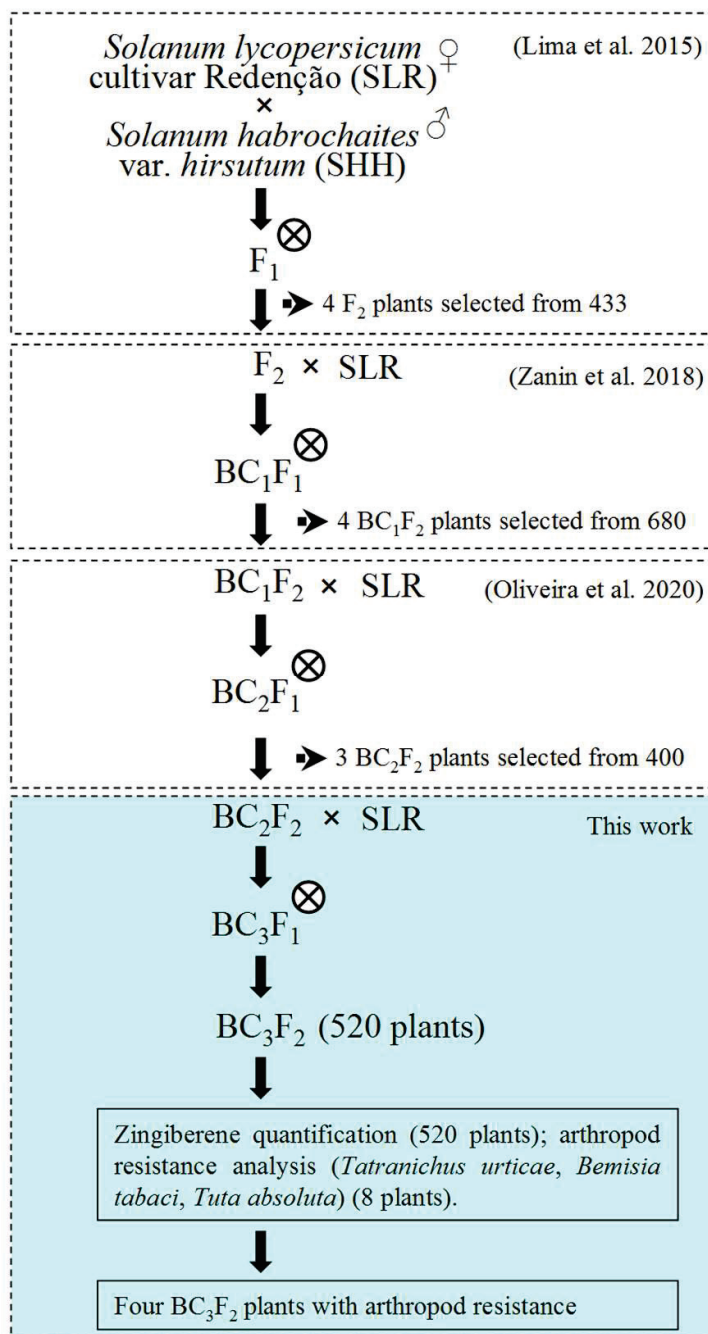 Solanum lycopersicum ♀
(Lima et al. 2015)
cultivar Redenção (SLR)
×
Solanum habrochaites ♂
var. hirsutum (SHH)
F₁ ⊗
4 F₂ plants selected from 433
F₂ × SLR
(Zanin et al. 2018)
BC₁F₁ ⊗
4 BC₁F₂ plants selected from 680
BC₁F₂ × SLR
(Oliveira et al. 2020)
BC₂F₁ ⊗
3 BC₂F₂ plants selected from 400
BC₂F₂ × SLR
This work
BC₃F₁ ⊗
BC₃F₂ (520 plants)
Zingiberene quantification (520 plants); arthropod
resistance analysis (Tatranichus urticae, Bemisia
tabaci, Tuta absoluta) (8 plants).
Four BC₃F₂ plants with arthropod resistance